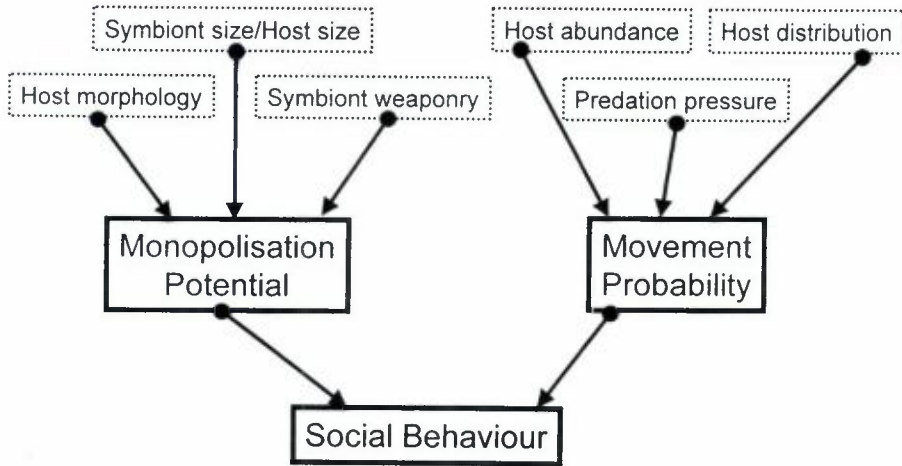 Symbiont size/Host size
Host abundance
Host distribution
Host morphology
Symbiont weaponry
Predation pressure
Monopolisation
Potential
Movement
Probability
Social Behaviour